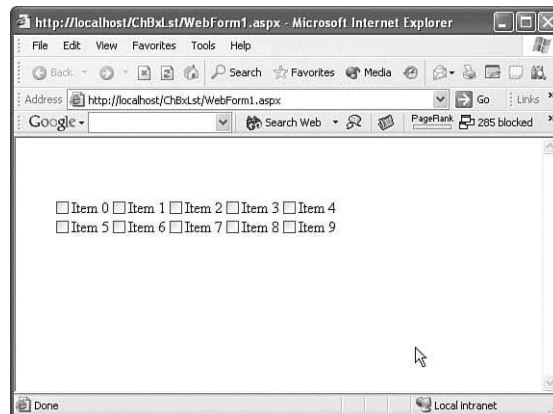 http://localhost/ChBxLst/WebForm1.aspx - Microsoft Internet Explorer
File Edit View Favorites Tools Help
Back Search Favorites Media
Address http://localhost/ChBxLst/WebForm1.aspx Go Links »
Google Search Web PageRank 285 blocked »
Item 0 Item 1 Item 2 Item 3 Item 4
Item 5 Item 6 Item 7 Item 8 Item 9
Done Local intranet